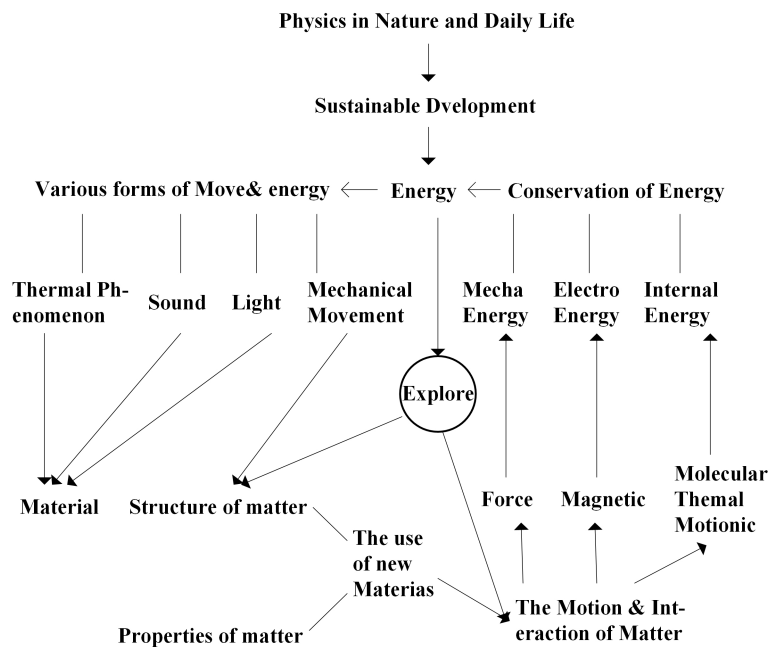 Physics in Nature and Daily Life
Sustainable Dvelopment
Various forms of Move& energy
Energy
Conservation of Energy
Thermal Ph-
enomenon
Sound
Light
Mechanical
Movement
Mecha
Energy
Electro
Energy
Internal
Energy
Explore
Material
Structure of matter
Force
Magnetic
Molecular
Themal
Motionic
The use
of new
Materias
Properties of matter
The Motion & Int-
eraction of Matter